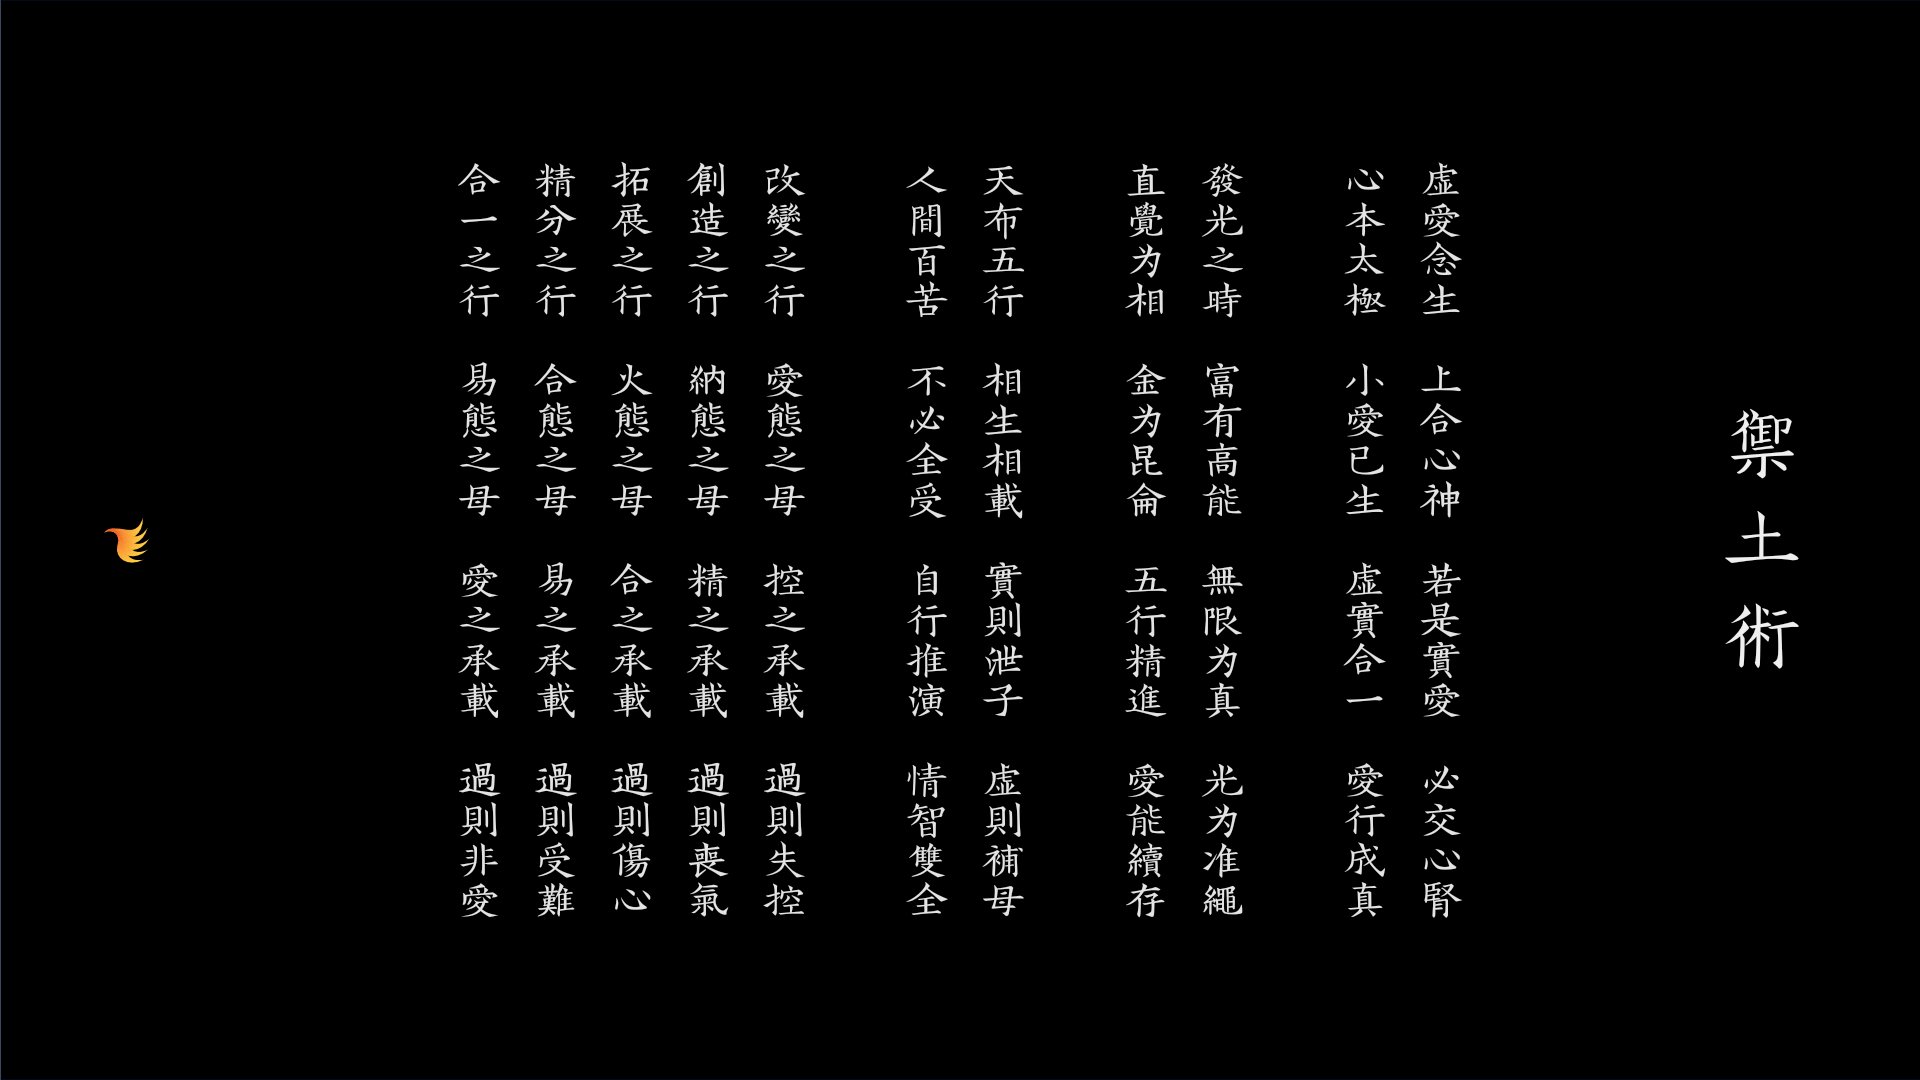 禦土術
虛愛念生 上合心神 若是實愛 必交心腎
心本太極 小愛已生 虛實合一 愛行成真
發光之時 富有高能 無限为真 光为准繩
直覺为相 金为昆侖 五行精進 愛能續存
天布五行 相生相載 實則泄子 虛則補母
人間百苦 不必全受 自行推演 情智雙全
改變之行 愛態之母 控之承載 過則失控
創造之行 納態之母 精之承載 過則喪氣
拓展之行 火態之母 合之承載 過則傷心
精分之行 合態之母 易之承載 過則受難
合一之行 易態之母 愛之承載 過則非愛